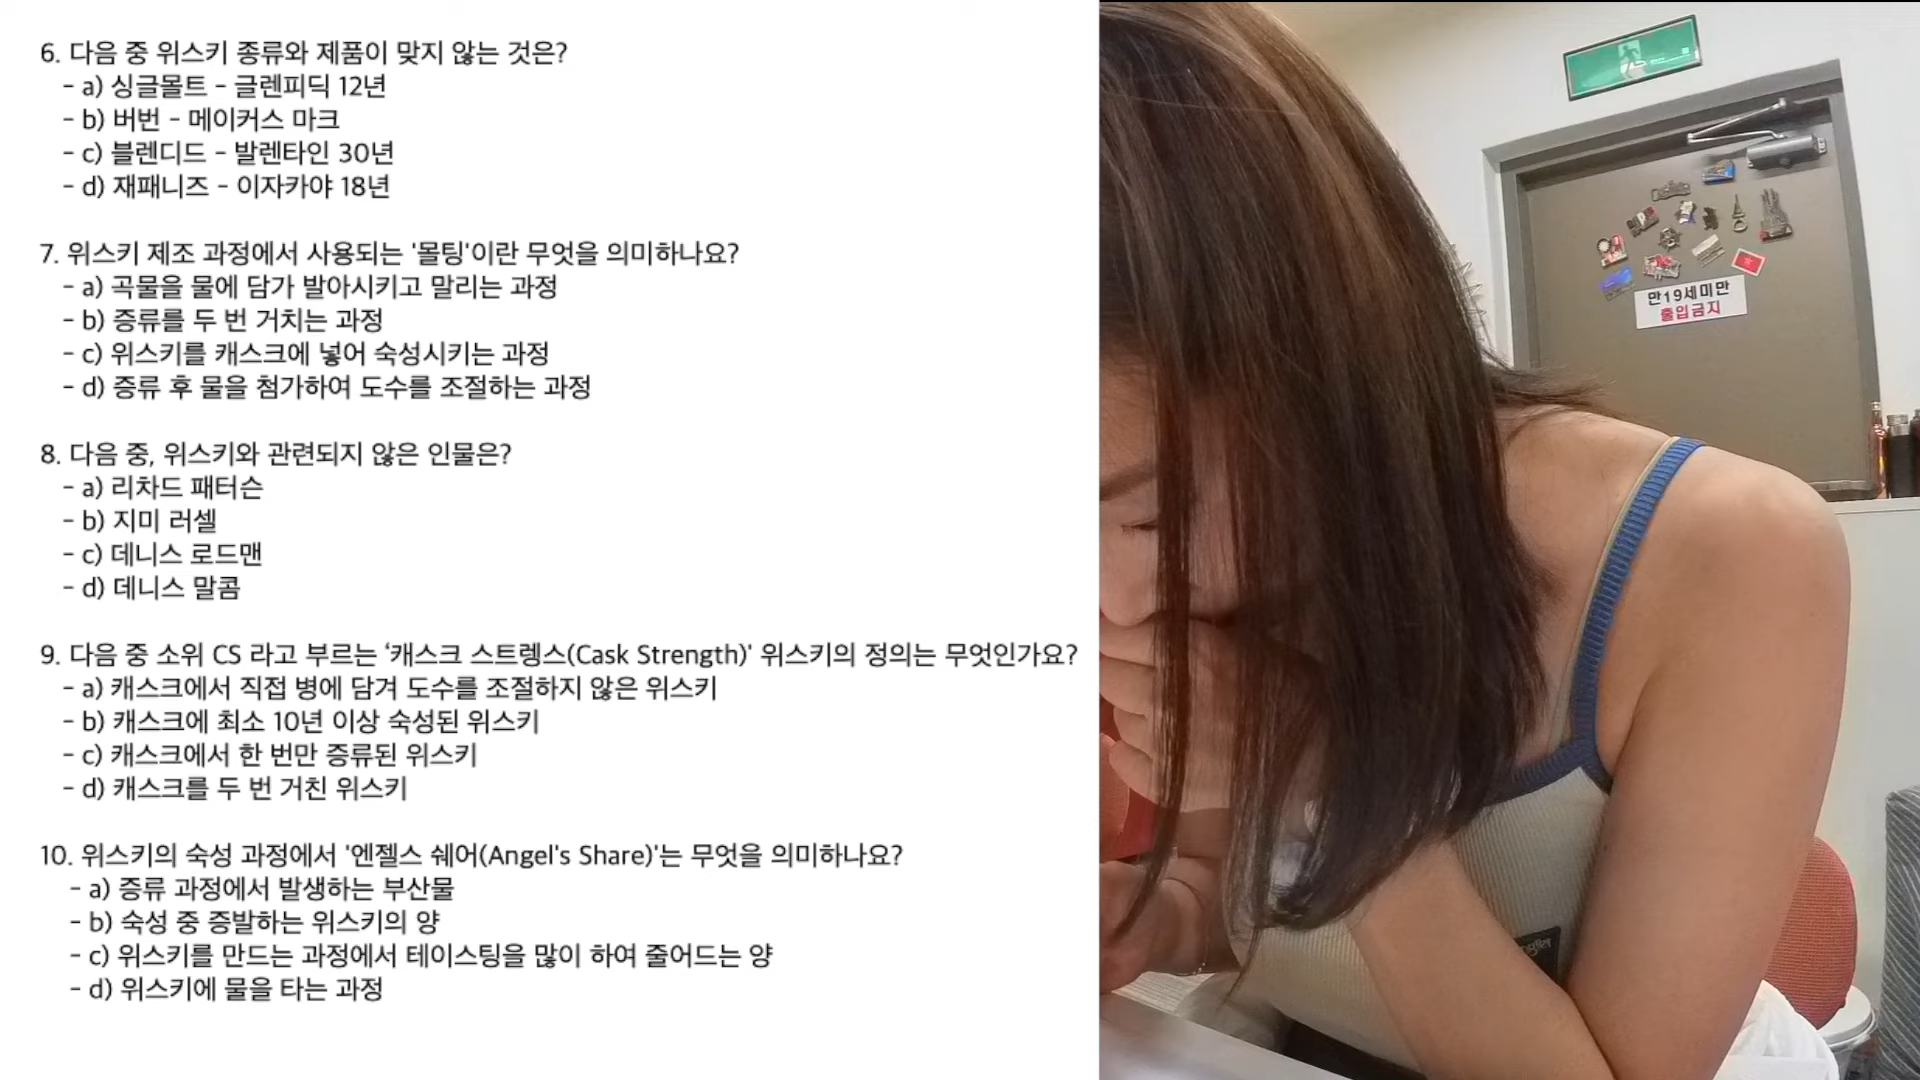 6. 다음 중 위스키 종류와 제품이 맞지 않는 것은?
- a) 싱글몰트 - 글렌피딕 12년
- b) 버번 - 메이커스 마크
- c) 블렌디드 - 발렌타인 30년
- d) 재패니즈 - 이자카야 18년
7. 위스키 제조 과정에서 사용되는 '몰팅'이란 무엇을 의미하나요?
- a) 곡물을 물에 담가 발아시키고 말리는 과정
- b) 증류를 두 번 거치는 과정
- c) 위스키를 캐스크에 넣어 숙성시키는 과정
- d) 증류 후 물을 첨가하여 도수를 조절하는 과정
8. 다음 중, 위스키와 관련되지 않은 인물은?
- a) 리차드 패터슨
- b) 지미 러셀
- c) 데니스 로드맨
- d) 데니스 말콤
9. 다음 중 소위 CS 라고 부르는 ‘캐스크 스트렝스(Cask Strength)' 위스키의 정의는 무엇인가요?
- a) 캐스크에서 직접 병에 담겨 도수를 조절하지 않은 위스키
- b) 캐스크에 최소 10년 이상 숙성된 위스키
- c) 캐스크에서 한 번만 증류된 위스키
- d) 캐스크를 두 번 거친 위스키
10. 위스키의 숙성 과정에서 '엔젤스 쉐어(Angel's Share)'는 무엇을 의미하나요?
- a) 증류 과정에서 발생하는 부산물
- b) 숙성 중 증발하는 위스키의 양
- c) 위스키를 만드는 과정에서 테이스팅을 많이 하여 줄어드는 양
- d) 위스키에 물을 타는 과정
만19세미만
출입금지